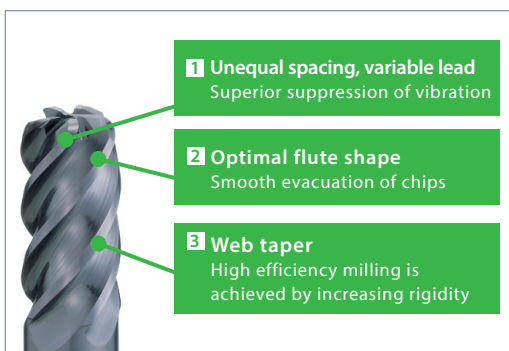 1 Unequal spacing, variable lead
Superior suppression of vibration
2 Optimal flute shape
Smooth evacuation of chips
3 Web taper
High efficiency milling is
achieved by increasing rigidity